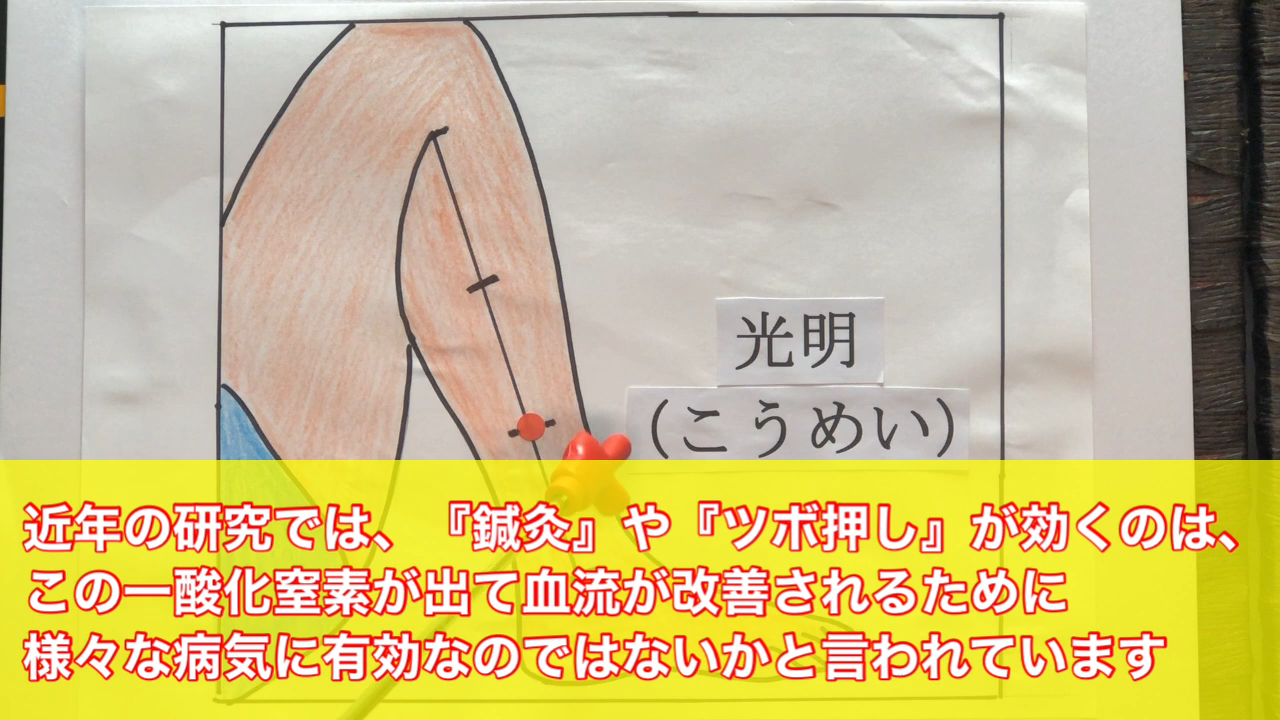 光明
（こうめい）
近年の研究では、『鍼灸』や『ツボ押し』が効くのは、
この一酸化窒素が出て血流が改善されるために
様々な病気に有効なのではないかと言われています